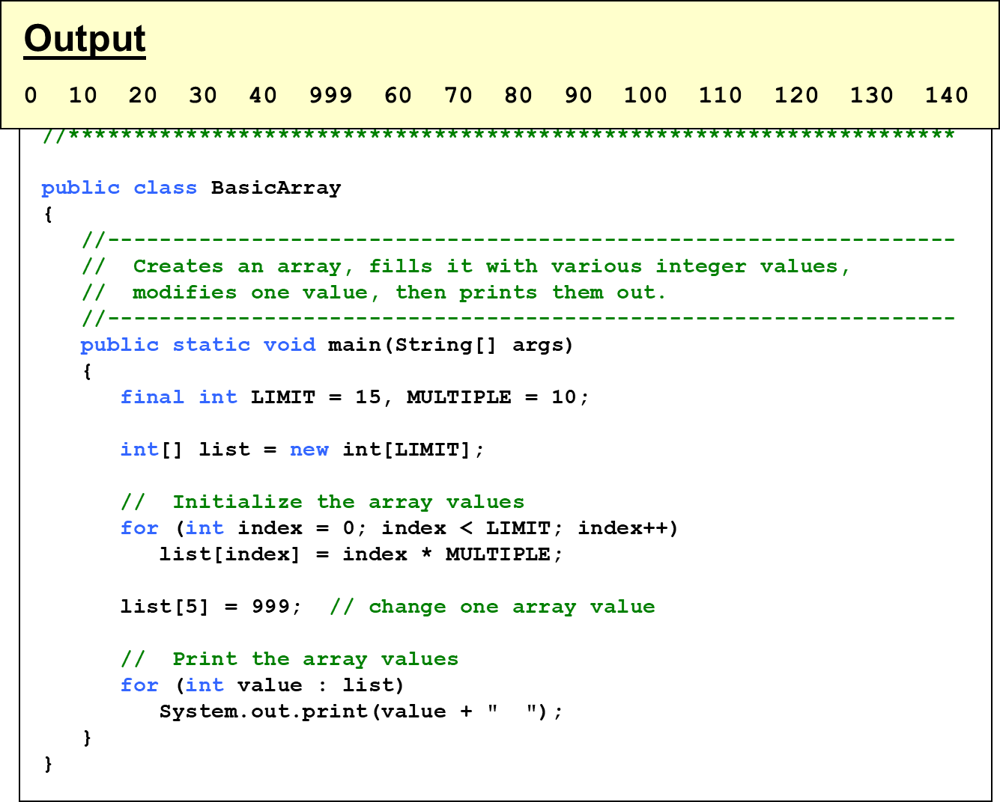 Output
0  10  20  30  40  999  60  70  80  90  100  110  120  130  140
//********************************************************************
public class BasicArray
{
   //-----------------------------------------------------------------
   //  Creates an array, fills it with various integer values,
   //  modifies one value, then prints them out.
   //-----------------------------------------------------------------
   public static void main(String[] args)
   {
      final int LIMIT = 15, MULTIPLE = 10;
      int[] list = new int[LIMIT];
      //  Initialize the array values
      for (int index = 0; index < LIMIT; index++)
         list[index] = index * MULTIPLE;
      list[5] = 999;  // change one array value
      //  Print the array values
      for (int value : list)
         System.out.print(value + "  ");
   }
}